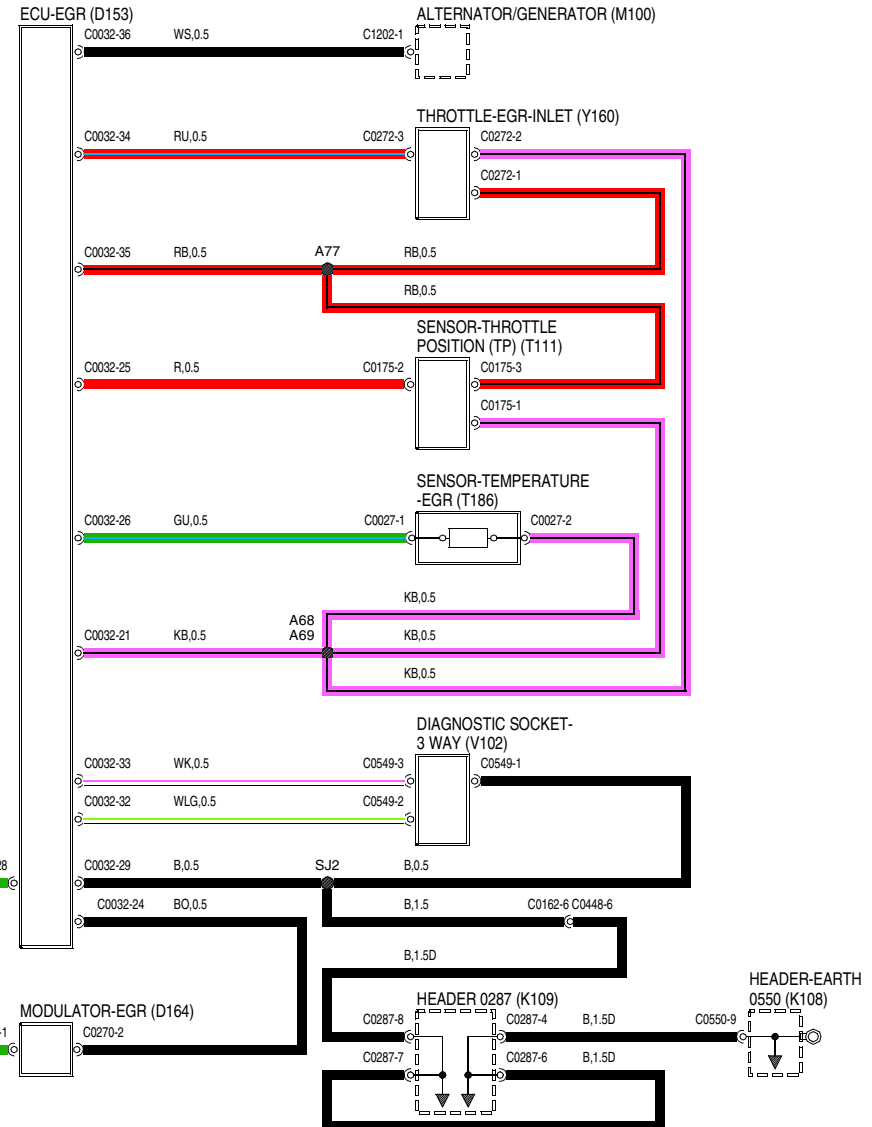 ECU-EGR (D153)
ALTERNATOR/GENERATOR (M100)
C0032-36 WS,0.5 C1202-1
THROTTLE-EGR-INLET (Y160)
C0032-34 RU,0.5 C0272-3 C0272-2
C0272-1
C0032-35 RB,0.5 A77 RB,0.5
RB,0.5
SENSOR-THROTTLE
POSITION (TP) (T111)
C0032-25 R,0.5 C0175-2 C0175-3
C0175-1
SENSOR-TEMPERATURE
-EGR (T186)
C0032-26 GU,0.5 C0027-1 C0027-2
KB,0.5
A68
A69
C0032-21 KB,0.5 KB,0.5
KB,0.5
DIAGNOSTIC SOCKET-
3 WAY (V102)
C0032-33 WK,0.5 C0549-3 C0549-1
C0032-32 WLG,0.5 C0549-2
28 C0032-29 B,0.5 SJ2 B,0.5
C0032-24 BO,0.5 B,1.5 C0162-6 C0448-6
B,1.5D
HEADER-EARTH
0550 (K108)
MODULATOR-EGR (D164)
HEADER 0287 (K109)
C0287-8 C0287-4 B,1.5D C0550-9
-1 C0270-2
C0287-7 C0287-6 B,1.5D